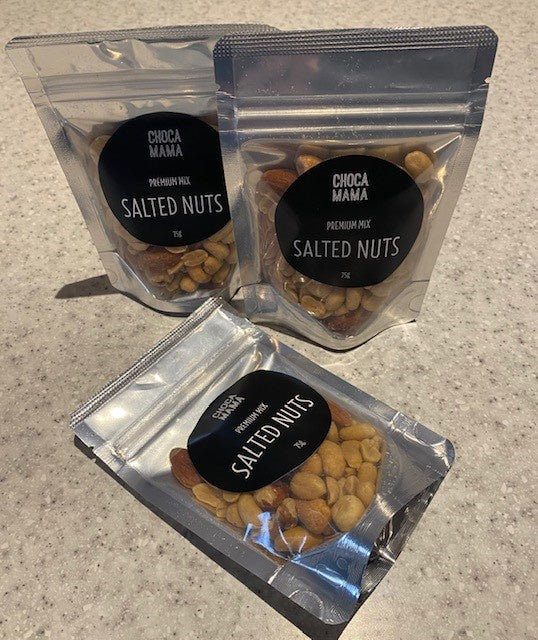 CHOCA
MAMA
PREMIUM MIX
SALTED NUTS
75g
CHOCA
MAMA
PREMIUM MIX
SALTED NUTS
75g
CHOCA
MAMA
PREMIUM MIX
SALTED NUTS
75g